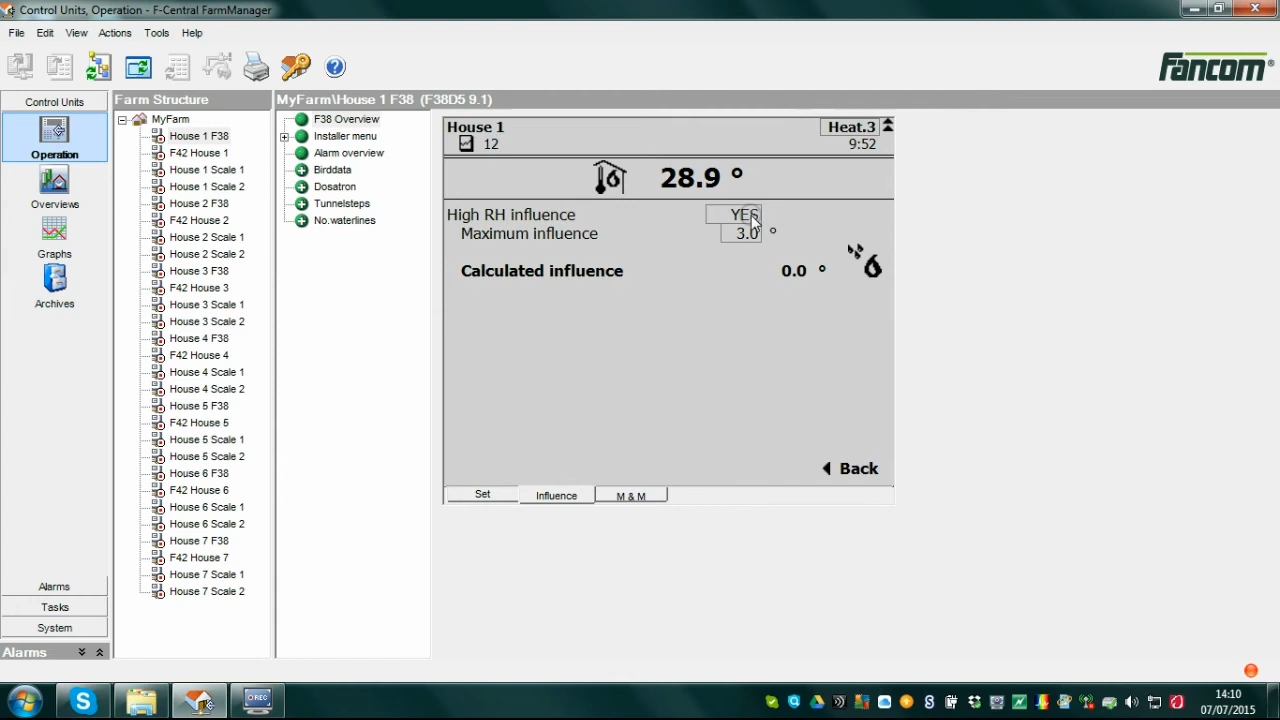 Control Units, Operation - F-Central FarmManager
File Edit View Actions Tools Help
Fancom
Control Units
Operation
Overviews
Graphs
Archives
Alarms
Tasks
System
Alarms
Farm Structure
MyFarm
House 1 F38
F42 House 1
House 1 Scale 1
House 1 Scale 2
House 2 F38
F42 House 2
House 2 Scale 1
House 2 Scale 2
House 3 F38
F42 House 3
House 3 Scale 1
House 3 Scale 2
House 4 F38
F42 House 4
House 4 Scale 1
House 4 Scale 2
House 5 F38
F42 House 5
House 5 Scale 1
House 5 Scale 2
House 6 F38
F42 House 6
House 6 Scale 1
House 6 Scale 2
House 7 F38
F42 House 7
House 7 Scale 1
House 7 Scale 2
MyFarm\House 1 F38 (F38D5 9.1)
F38 Overview
Installer menu
Alarm overview
Birddata
Dosatron
Tunnelsteps
No.waterlines
House 1 Heat.3
12 9:52
28.9 °
High RH influence YES
Maximum influence 3.0 °
Calculated influence 0.0 °
Back
Set Influence M & M
REC
14:10
07/07/2015